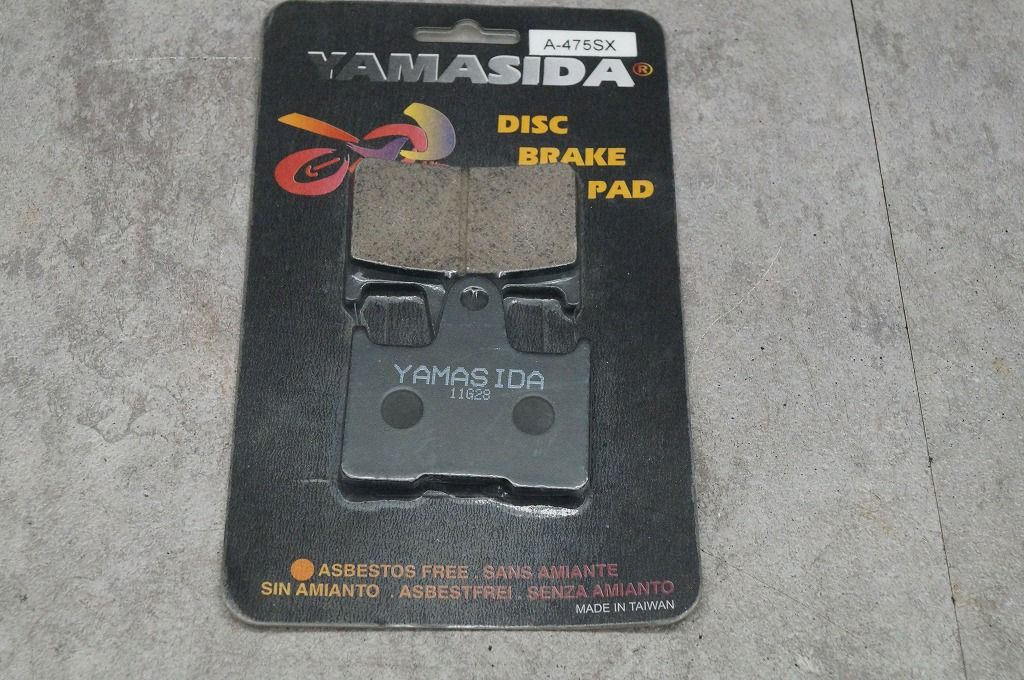 A-475SX
YAMASIDA®
DISC
BRAKE
PAD
YAMASIDA
11G28
ASBESTOS FREE . SANS AMIANTE
SIN AMIANTO . ASBESTFREI . SENZA AMIANTO
MADE IN TAIWAN